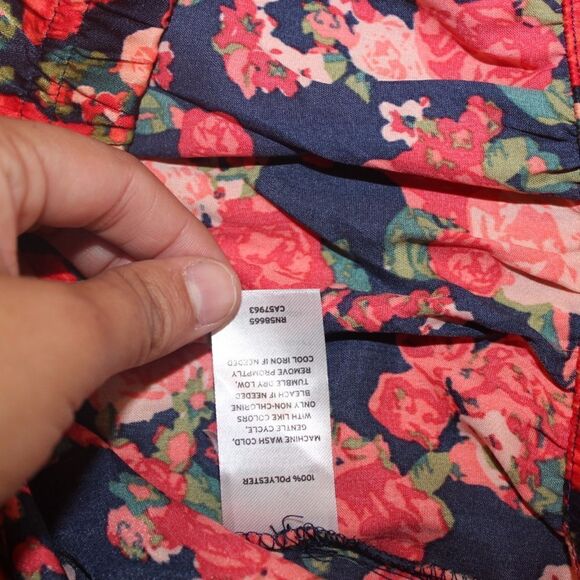 100% POLYESTER
MACHINE WASH COLD,
GENTLE CYCLE,
WITH LIKE COLORS
ONLY NON-CHLORINE
BLEACH IF NEEDED
TUMBLE DRY LOW,
REMOVE PROMPTLY
COOL IRON IF NEEDED
RN58665
CA57963